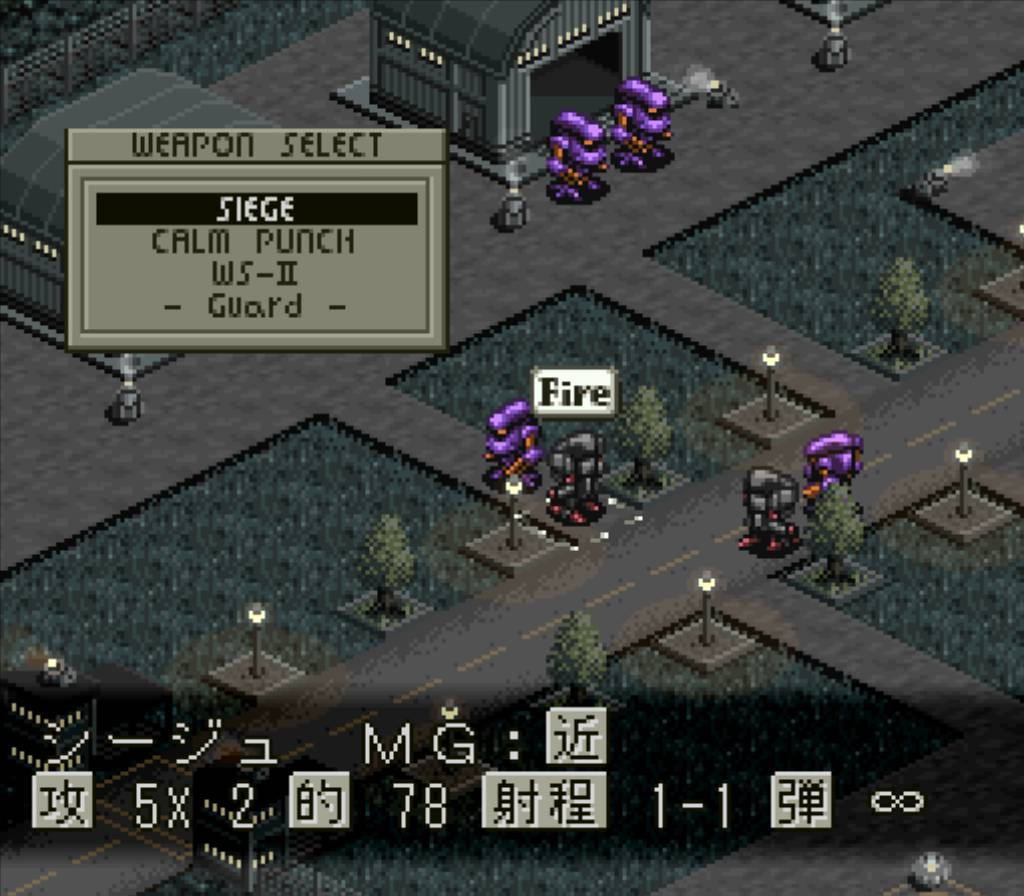 WEAPON SELECT
SIEGE
CALM PUNCH
WS-II
- Guard -
Fire
シージュ MG:近
攻 5X 2 的 78 射程 1-1 弾 ∞